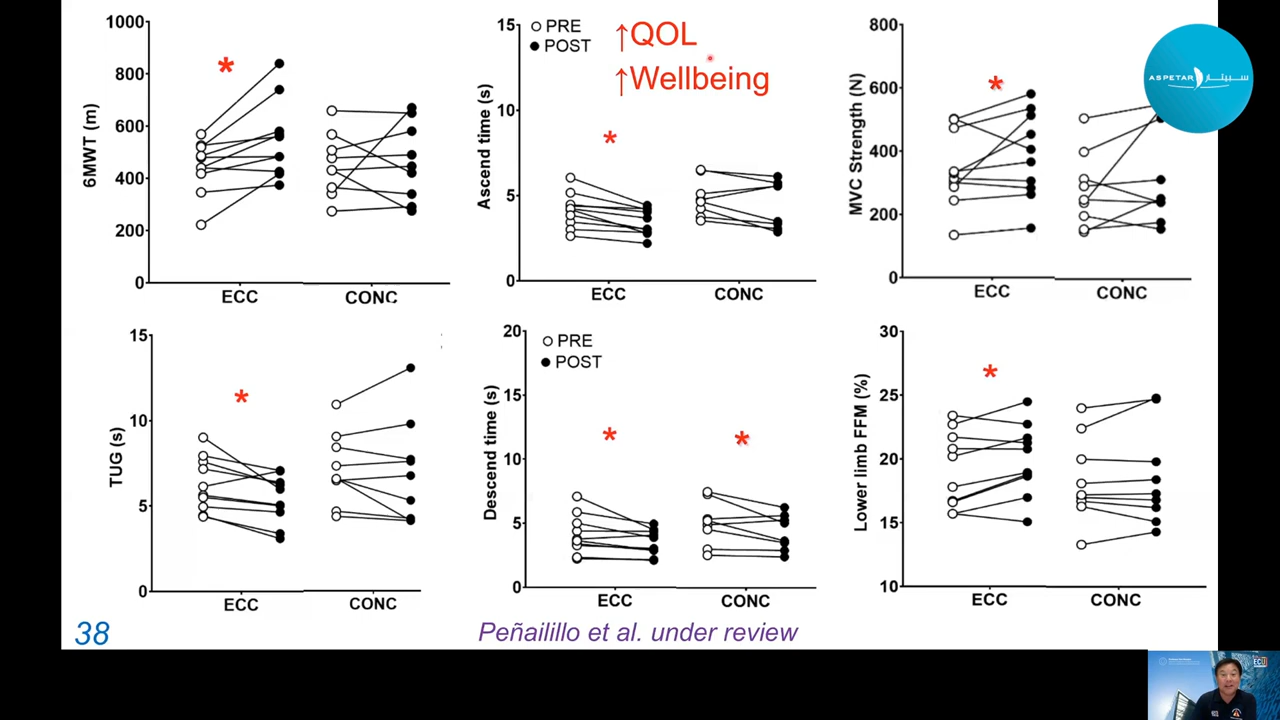 1000
800
600
400
200
0
6MWT (m)
*
ECC
CONC
15
10
5
0
Ascend time (s)
PRE
POST
↑QOL
↑Wellbeing
*
ECC
CONC
800
600
400
200
0
MVC Strength (N)
*
ECC
CONC
ASPETAR سبيتار
15
10
5
0
TUG (s)
*
ECC
CONC
20
15
10
5
0
Descend time (s)
PRE
POST
* *
ECC
CONC
30
25
20
15
10
Lower limb FFM (%)
*
ECC
CONC
38
Peñailillo et al. under review
ECU